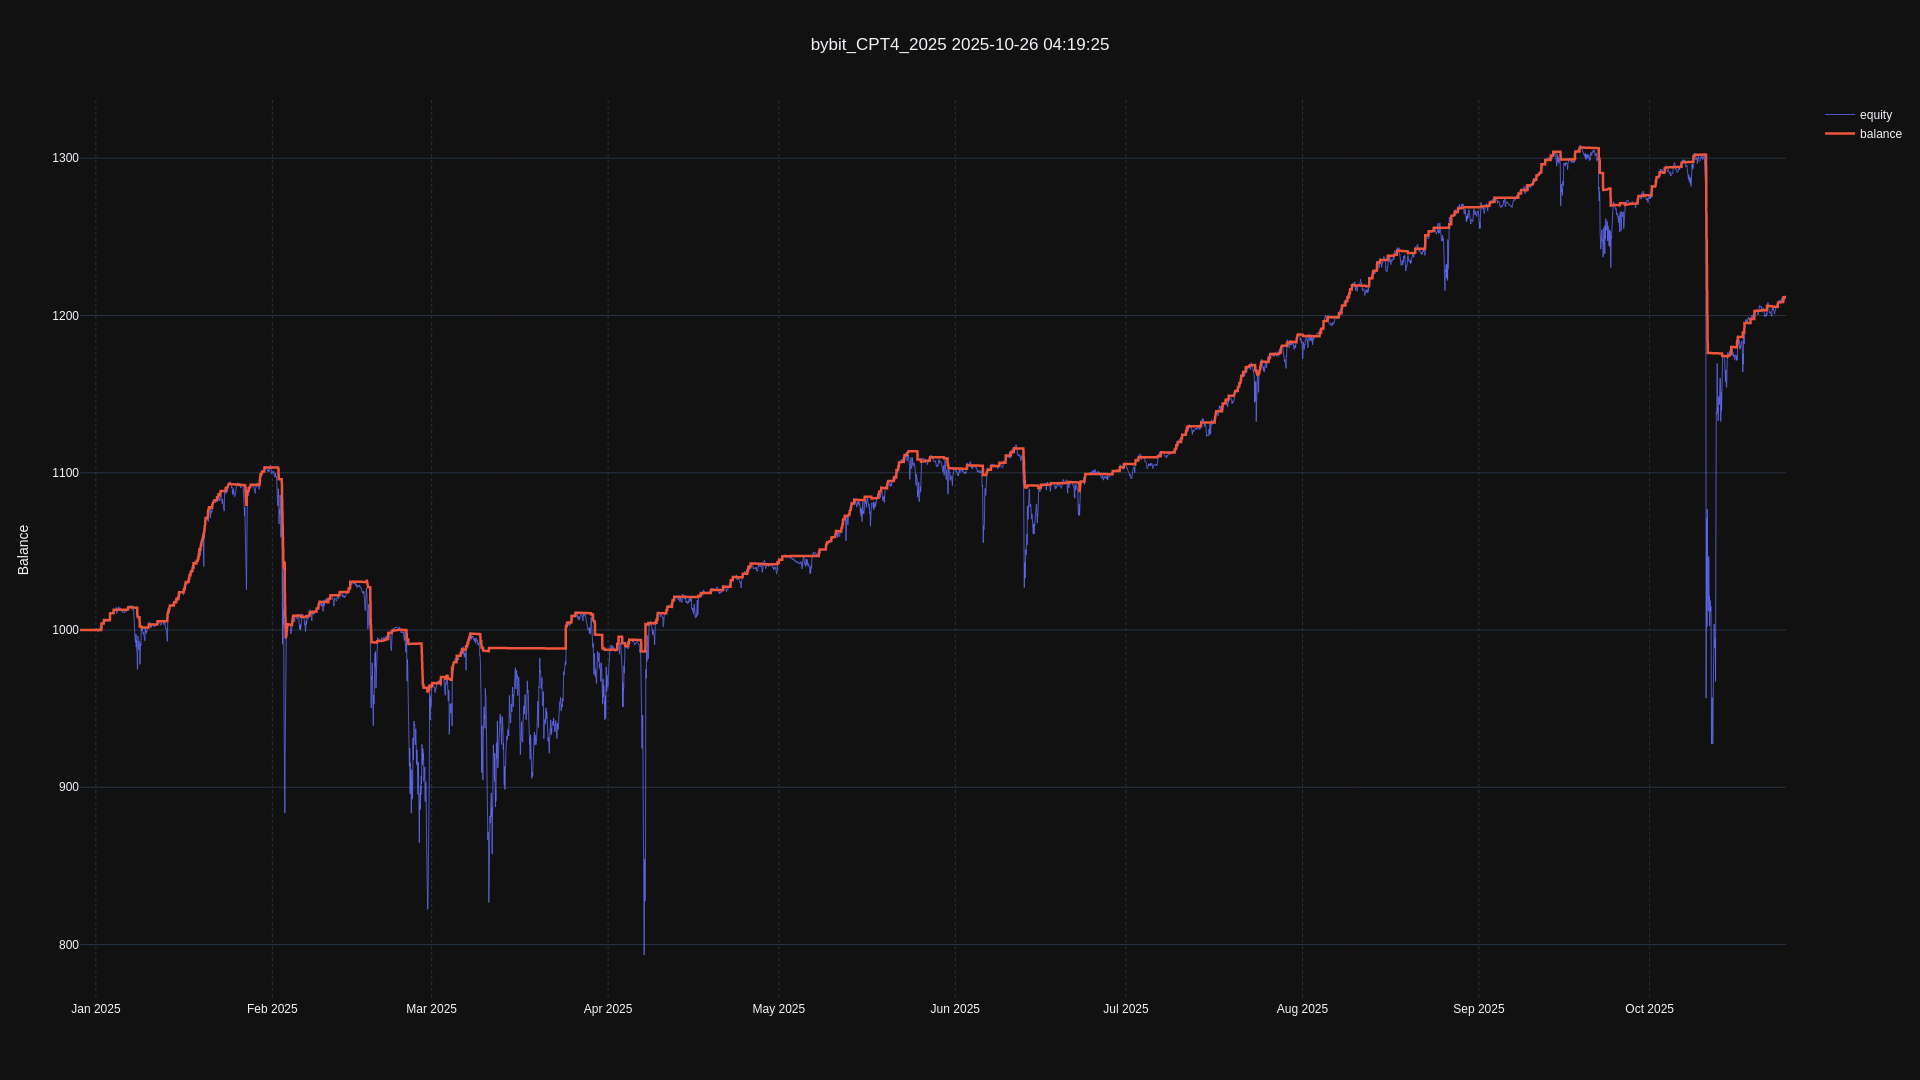 bybit_CPT4_2025 2025-10-26 04:19:25
equity
balance
Balance
1300
1200
1100
1000
900
800
Jan 2025
Feb 2025
Mar 2025
Apr 2025
May 2025
Jun 2025
Jul 2025
Aug 2025
Sep 2025
Oct 2025